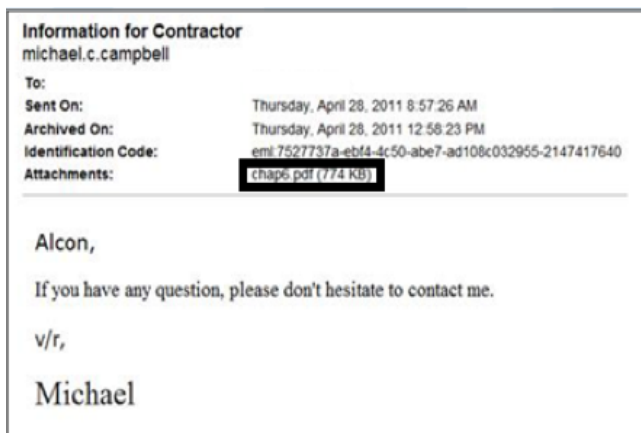 Information for Contractor
michael.c.campbell
To:
Sent On: Thursday, April 28, 2011 8:57:26 AM
Archived On: Thursday, April 28, 2011 12:58:23 PM
Identification Code: eml:7527737a-ebf4-4c50-abe7-ad108c032955-2147417640
Attachments: chap6.pdf (774 KB)
Alcon,
If you have any question, please don't hesitate to contact me.
v/r,
Michael